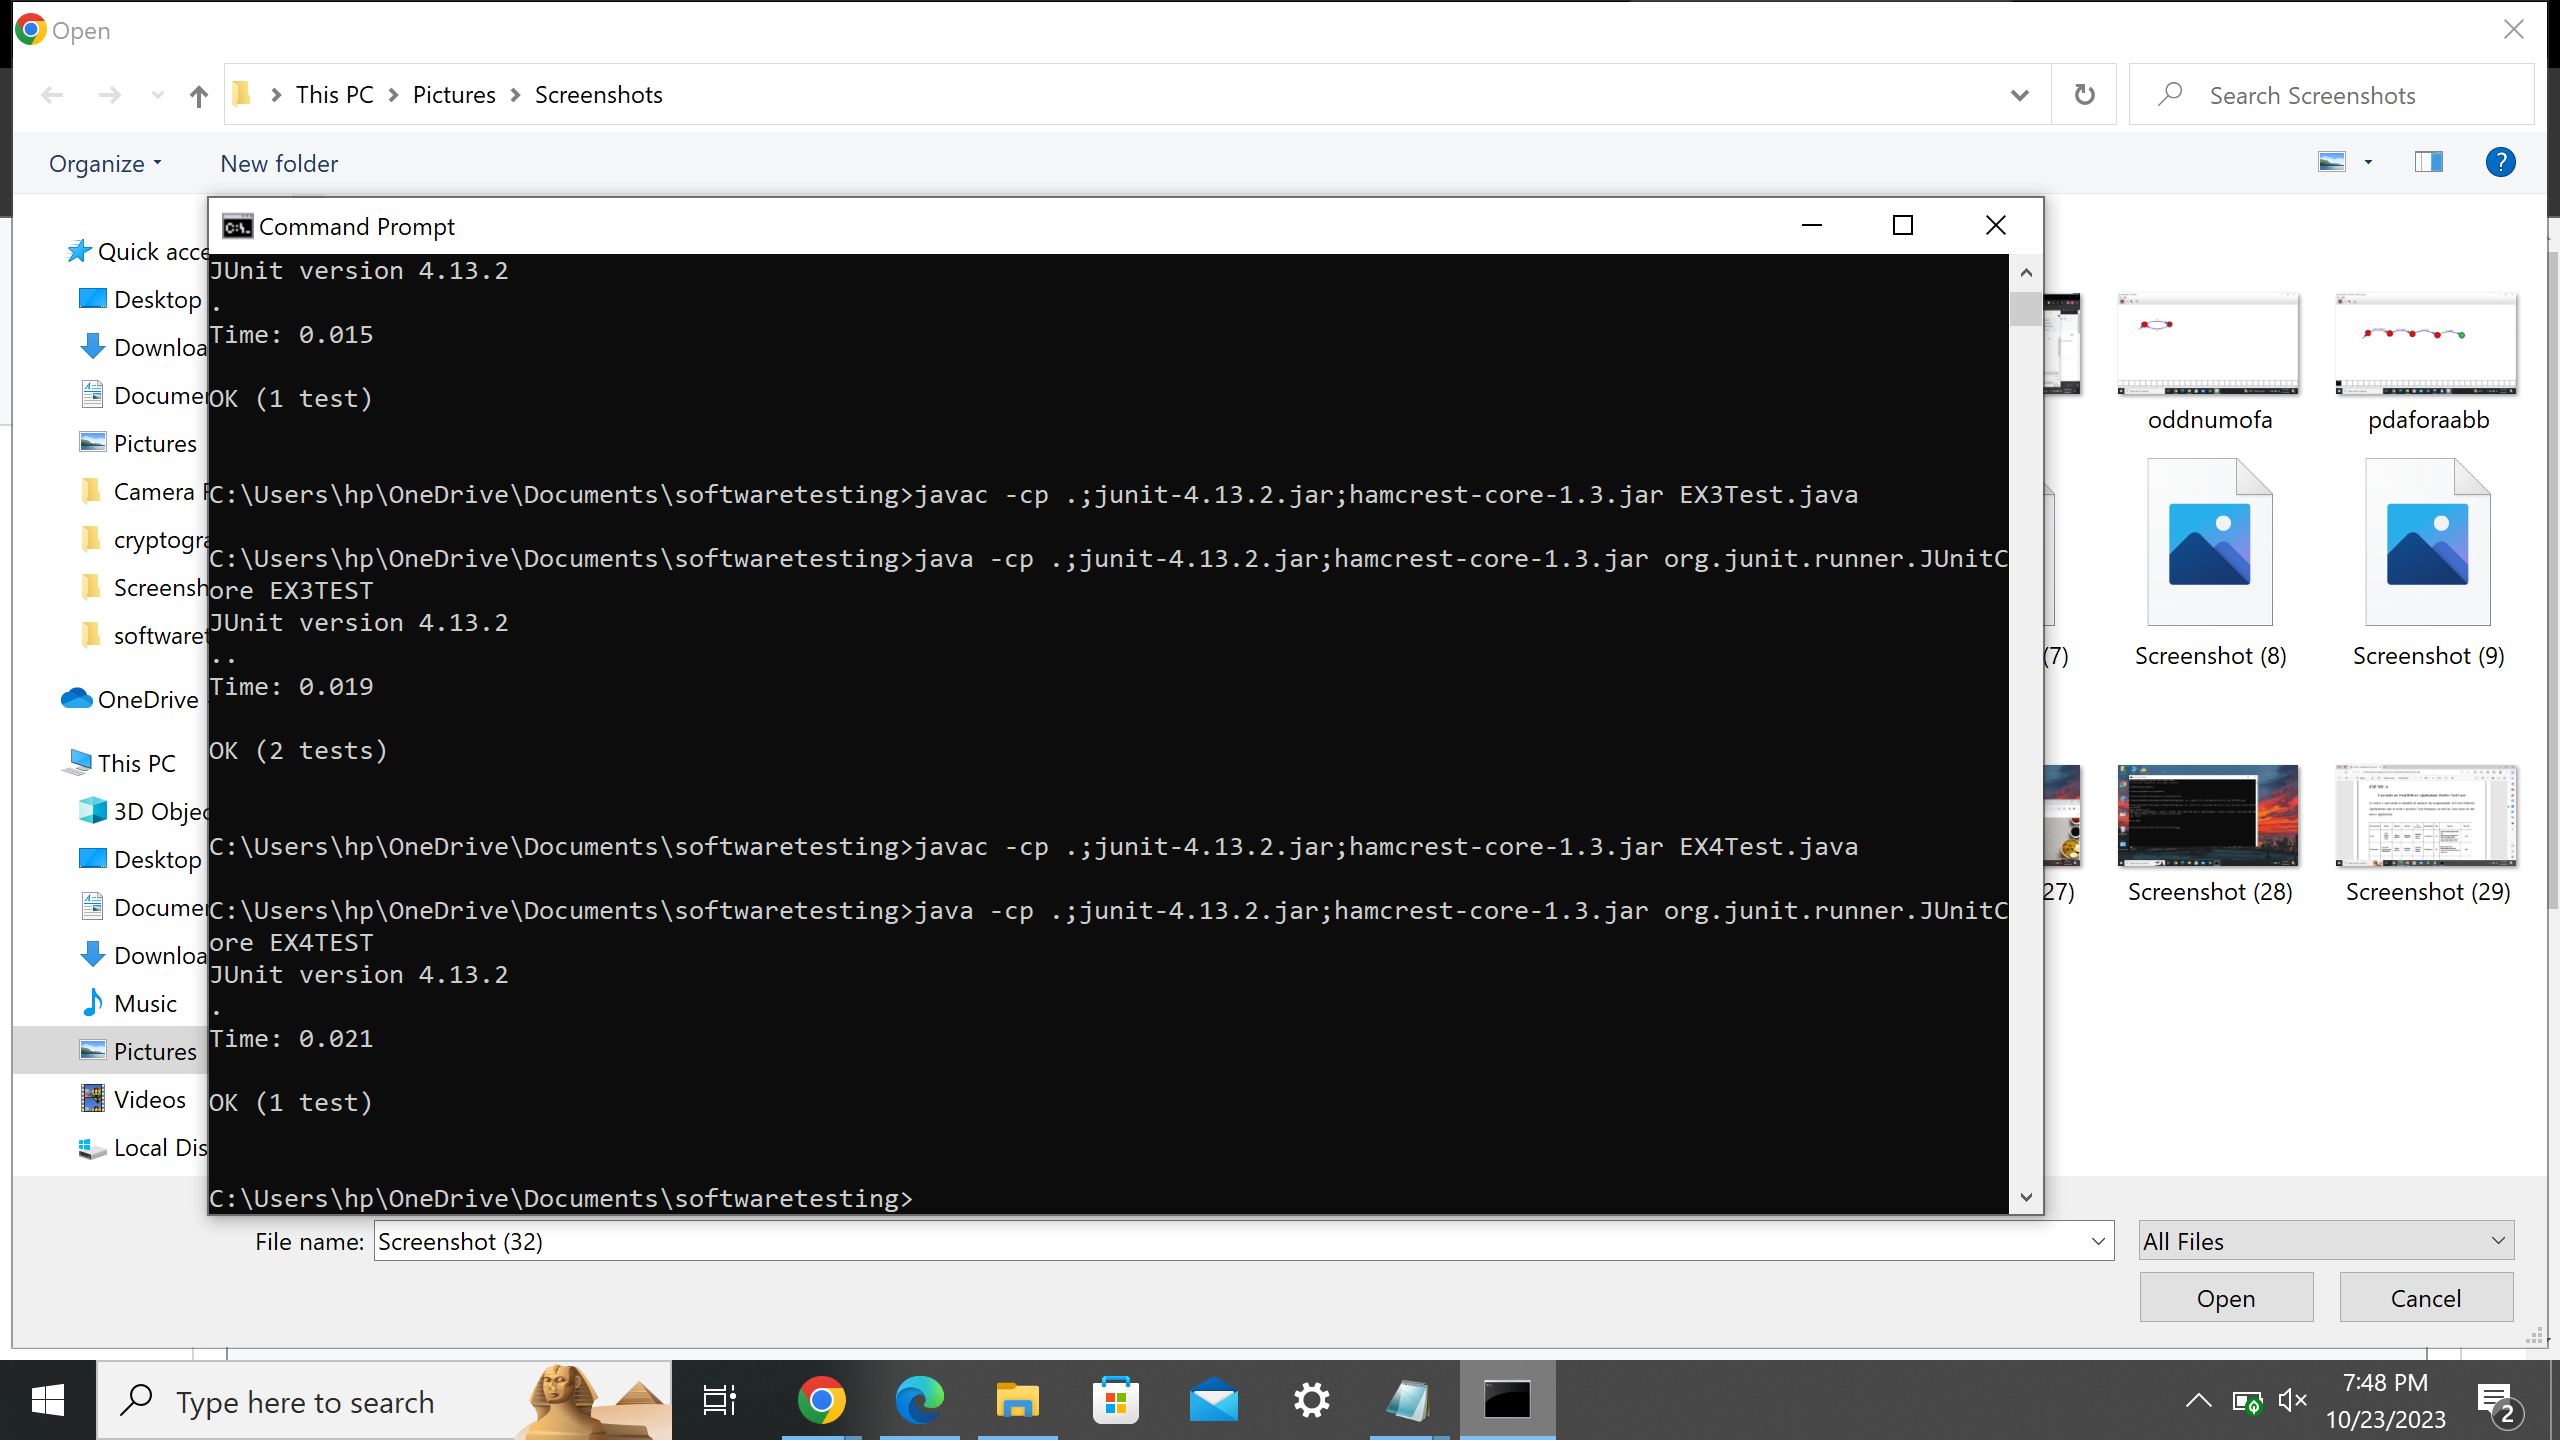 Open
This PC
Pictures
Screenshots
Search Screenshots
Organize
New folder
Command Prompt
Quick acce
Desktop
Downloa
Documer
Pictures
Camera F
cryptogra
Screensh
softwaret
OneDrive
This PC
3D Objec
Desktop
Documer
Downloa
Music
Pictures
Videos
Local Dis
JUnit version 4.13.2
.
Time: 0.015
OK (1 test)
C:\Users\hp\OneDrive\Documents\softwaretesting>javac -cp .;junit-4.13.2.jar;hamcrest-core-1.3.jar EX3Test.java
C:\Users\hp\OneDrive\Documents\softwaretesting>java -cp .;junit-4.13.2.jar;hamcrest-core-1.3.jar org.junit.runner.JUnitC
ore EX3TEST
JUnit version 4.13.2
..
Time: 0.019
OK (2 tests)
C:\Users\hp\OneDrive\Documents\softwaretesting>javac -cp .;junit-4.13.2.jar;hamcrest-core-1.3.jar EX4Test.java
C:\Users\hp\OneDrive\Documents\softwaretesting>java -cp .;junit-4.13.2.jar;hamcrest-core-1.3.jar org.junit.runner.JUnitC
ore EX4TEST
JUnit version 4.13.2
.
Time: 0.021
OK (1 test)
C:\Users\hp\OneDrive\Documents\softwaretesting>
oddnumofa
pdaforaabb
(7)
Screenshot (8)
Screenshot (9)
27)
Screenshot (28)
Screenshot (29)
File name:
Screenshot (32)
All Files
Open
Cancel
Type here to search
7:48 PM
10/23/2023
2